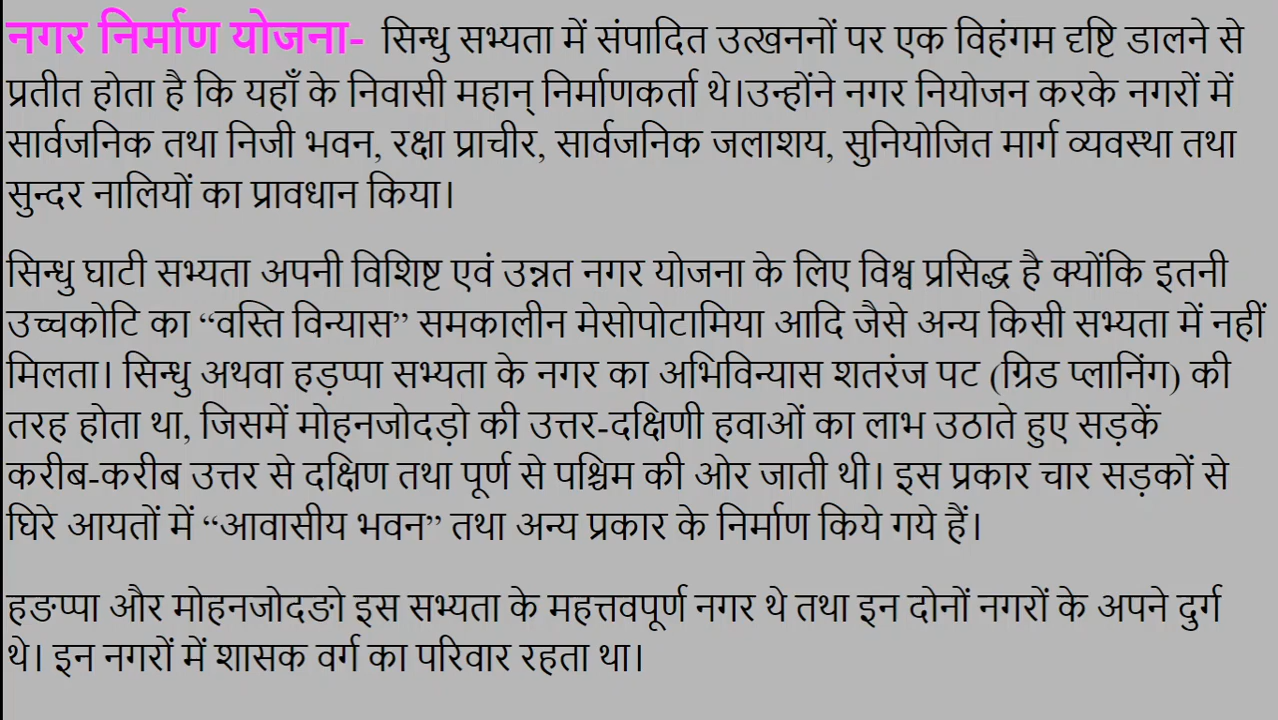 नगर निर्माण योजना- सिन्धु सभ्यता में संपादित उत्खननों पर एक विहंगम दृष्टि डालने से
प्रतीत होता है कि यहाँ के निवासी महान् निर्माणकर्ता थे।उन्होंने नगर नियोजन करके नगरों में
सार्वजनिक तथा निजी भवन, रक्षा प्राचीर, सार्वजनिक जलाशय, सुनियोजित मार्ग व्यवस्था तथा
सुन्दर नालियों का प्रावधान किया।
सिन्धु घाटी सभ्यता अपनी विशिष्ट एवं उन्नत नगर योजना के लिए विश्व प्रसिद्ध है क्योंकि इतनी
उच्चकोटि का “वस्ति विन्यास” समकालीन मेसोपोटामिया आदि जैसे अन्य किसी सभ्यता में नहीं
मिलता। सिन्धु अथवा हड़प्पा सभ्यता के नगर का अभिविन्यास शतरंज पट (ग्रिड प्लानिंग) की
तरह होता था, जिसमें मोहनजोदड़ो की उत्तर-दक्षिणी हवाओं का लाभ उठाते हुए सड़कें
करीब-करीब उत्तर से दक्षिण तथा पूर्ण से पश्चिम की ओर जाती थी। इस प्रकार चार सड़कों से
घिरे आयतों में “आवासीय भवन” तथा अन्य प्रकार के निर्माण किये गये हैं।
हङप्पा और मोहनजोदङो इस सभ्यता के महत्तवपूर्ण नगर थे तथा इन दोनों नगरों के अपने दुर्ग
थे। इन नगरों में शासक वर्ग का परिवार रहता था।